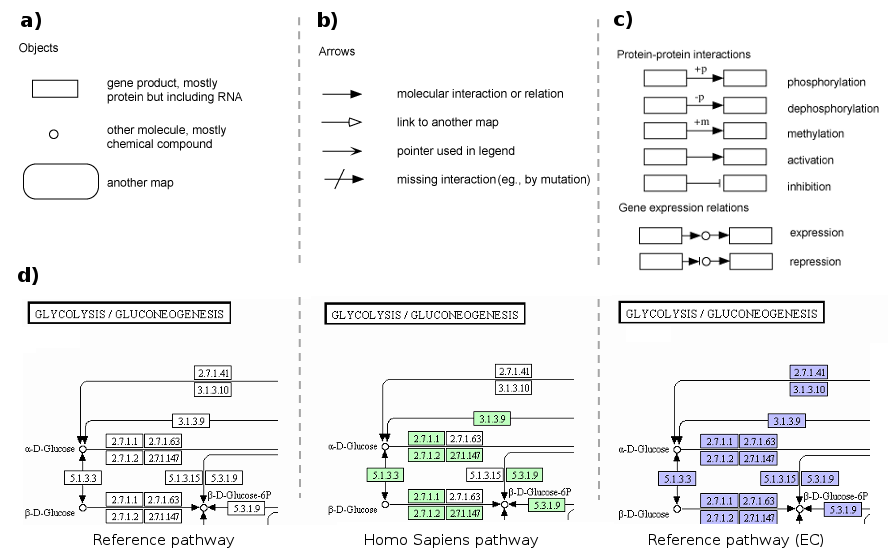 a)
Objects
gene product, mostly
protein but including RNA
other molecule, mostly
chemical compound
another map
b)
Arrows
molecular interaction or relation
link to another map
pointer used in legend
missing interaction (eg., by mutation)
c)
Protein-protein interactions
+p
phosphorylation
-p
dephosphorylation
+m
methylation
activation
inhibition
Gene expression relations
expression
repression
d)
GLYCOLYSIS / GLUCONEOGENESIS
2.7.1.41
3.1.3.10
3.1.3.9
2.7.1.1 2.7.1.63
α-D-Glucose
2.7.1.2 2.7.1.147
5.1.3.3 5.1.3.15 5.3.1.9
2.7.1.1 2.7.1.63 β-D-Glucose-6P
β-D-Glucose 5.3.1.9
2.7.1.2 2.7.1.147
Reference pathway
GLYCOLYSIS / GLUCONEOGENESIS
2.7.1.41
3.1.3.10
3.1.3.9
2.7.1.1 2.7.1.63
α-D-Glucose
2.7.1.2 2.7.1.147
5.1.3.3 5.1.3.15 5.3.1.9
2.7.1.1 2.7.1.63 β-D-Glucose-6P
β-D-Glucose 5.3.1.9
2.7.1.2 2.7.1.147
Homo Sapiens pathway
GLYCOLYSIS / GLUCONEOGENESIS
2.7.1.41
3.1.3.10
3.1.3.9
2.7.1.1 2.7.1.63
α-D-Glucose
2.7.1.2 2.7.1.147
5.1.3.3 5.1.3.15 5.3.1.9
2.7.1.1 2.7.1.63 β-D-Glucose-6P
β-D-Glucose 5.3.1.9
2.7.1.2 2.7.1.147
Reference pathway (EC)